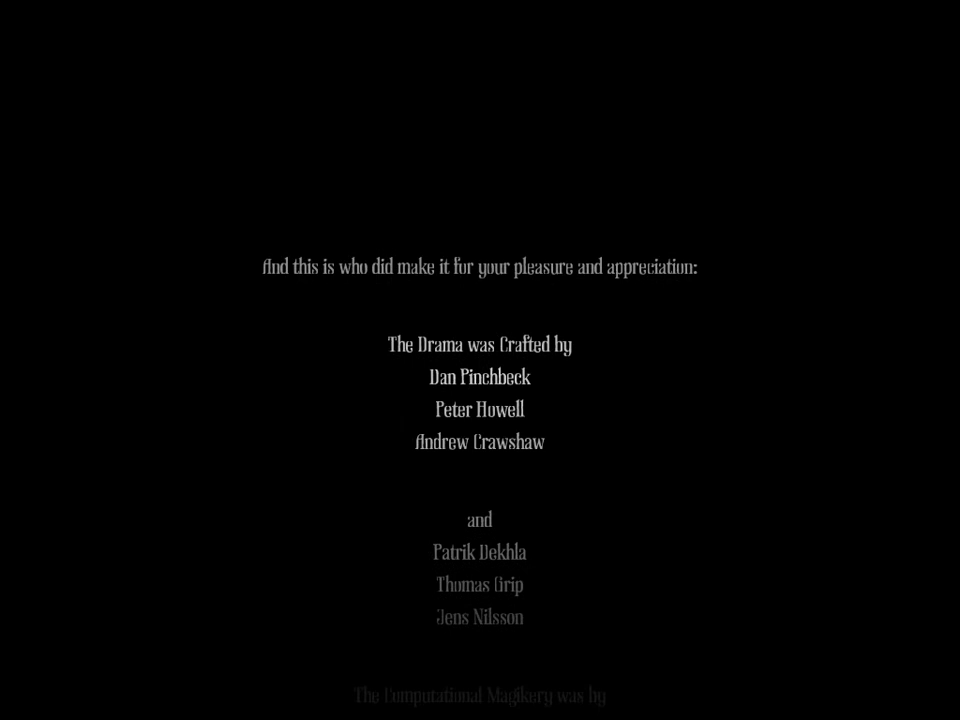 And this is who did make it for your pleasure and appreciation:
The Drama was Crafted by
Dan Pinchbeck
Peter Howell
Andrew Crawshaw
and
Patrik Dekhla
Thomas Grip
Jens Nilsson
The Computational Magikery was by